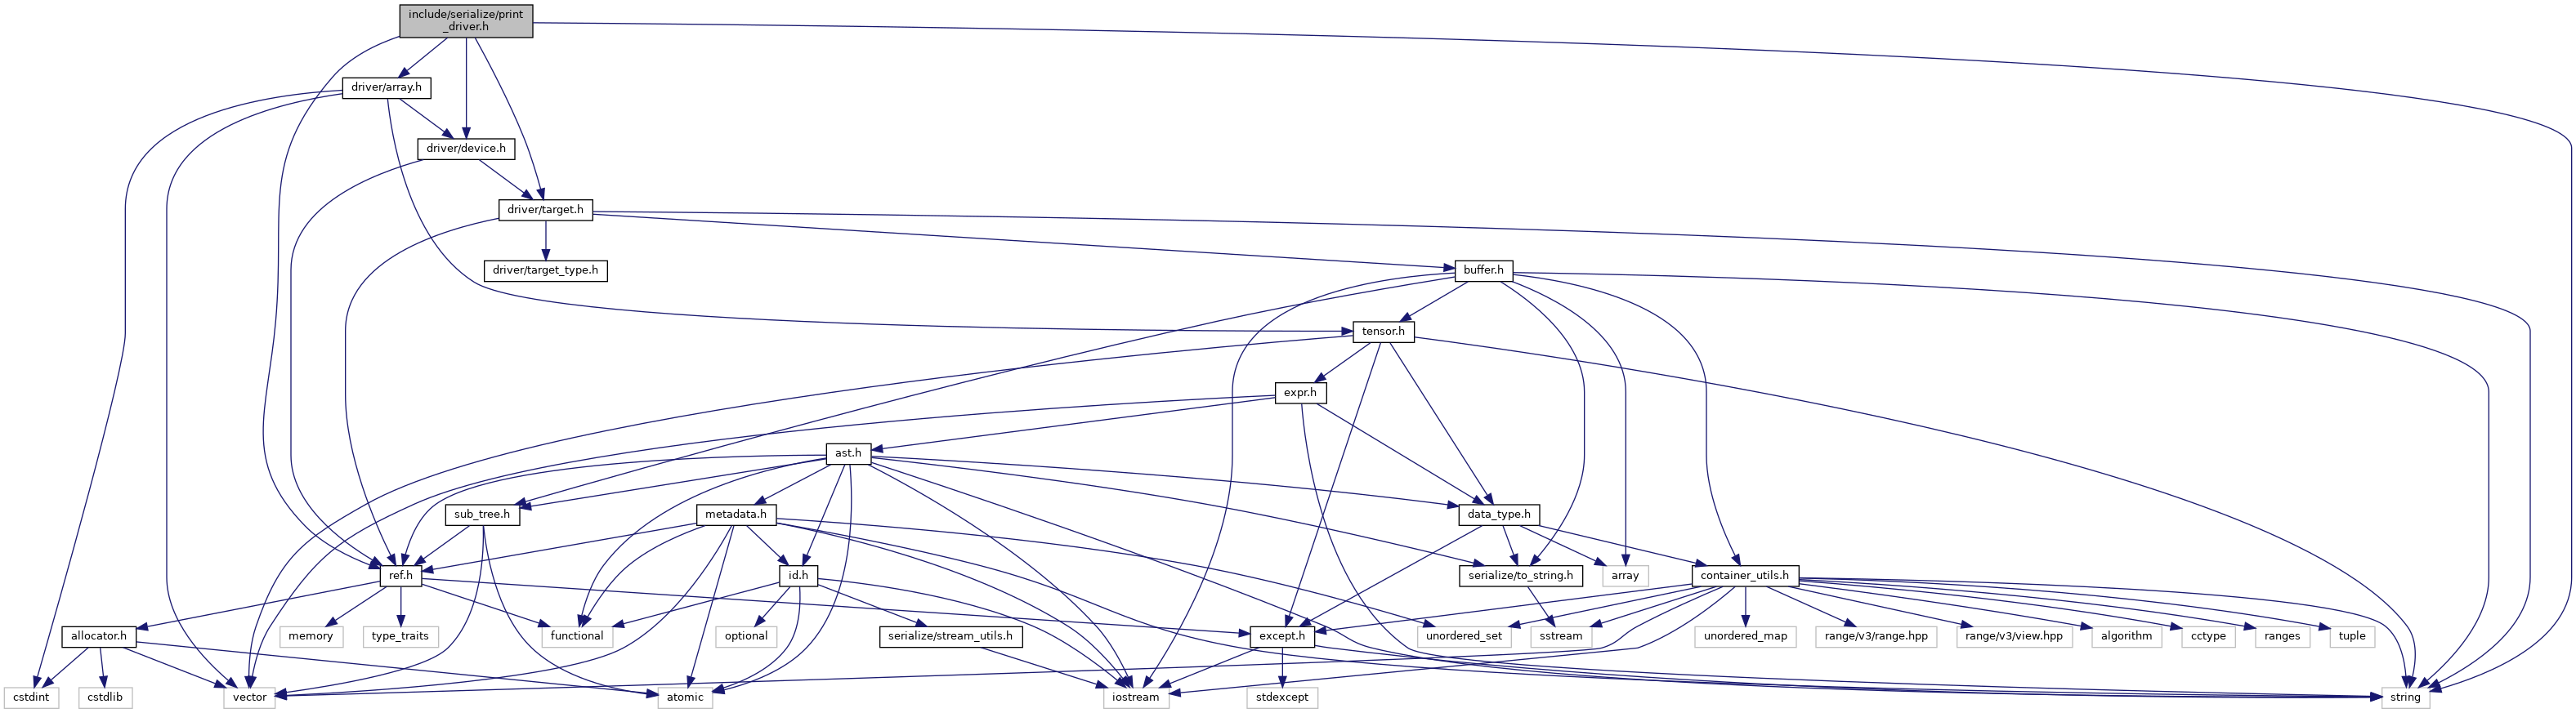 include/serialize/print
_driver.h
driver/array.h
driver/device.h
driver/target.h
driver/target_type.h
buffer.h
tensor.h
expr.h
ast.h
sub_tree.h
metadata.h
data_type.h
ref.h
id.h
serialize/to_string.h
array
container_utils.h
allocator.h
memory
type_traits
functional
optional
serialize/stream_utils.h
except.h
unordered_set
sstream
unordered_map
range/v3/range.hpp
range/v3/view.hpp
algorithm
cctype
ranges
tuple
cstdint
cstdlib
vector
atomic
iostream
stdexcept
string